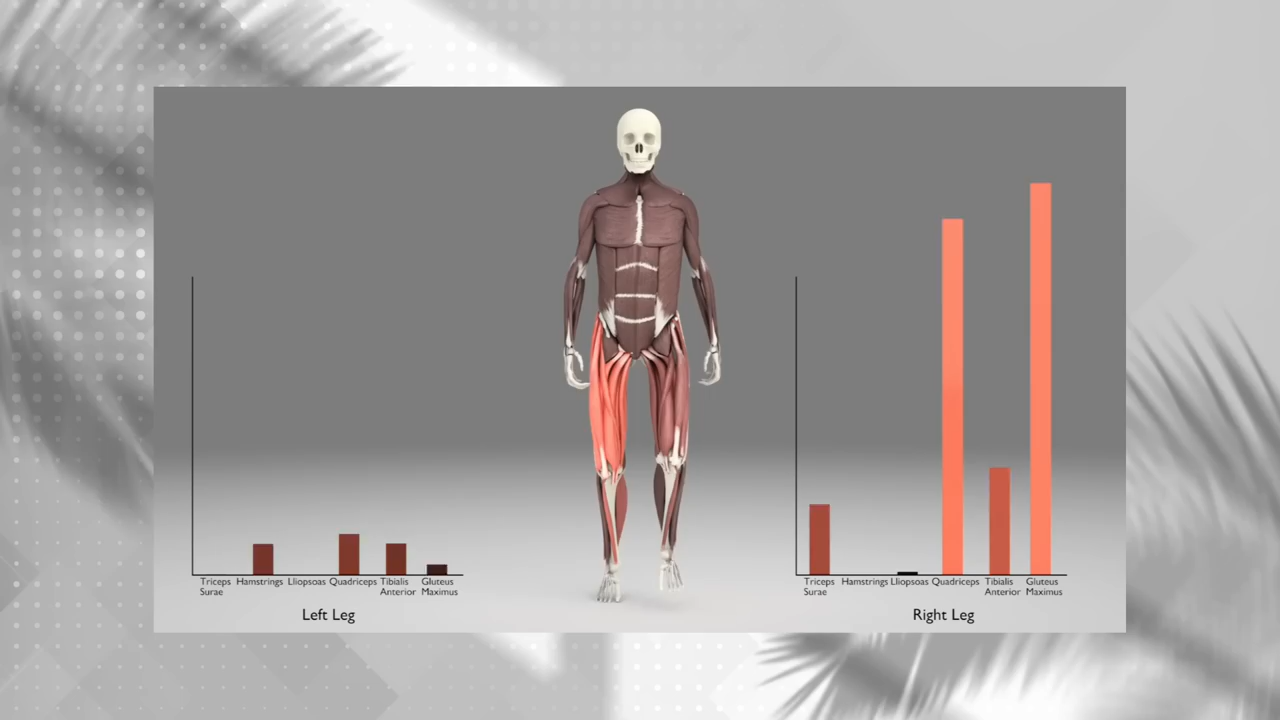 Triceps Surae
Hamstrings
Lliopsoas
Quadriceps
Tibialis Anterior
Gluteus Maximus
Left Leg
Triceps Surae
Hamstrings
Lliopsoas
Quadriceps
Tibialis Anterior
Gluteus Maximus
Right Leg